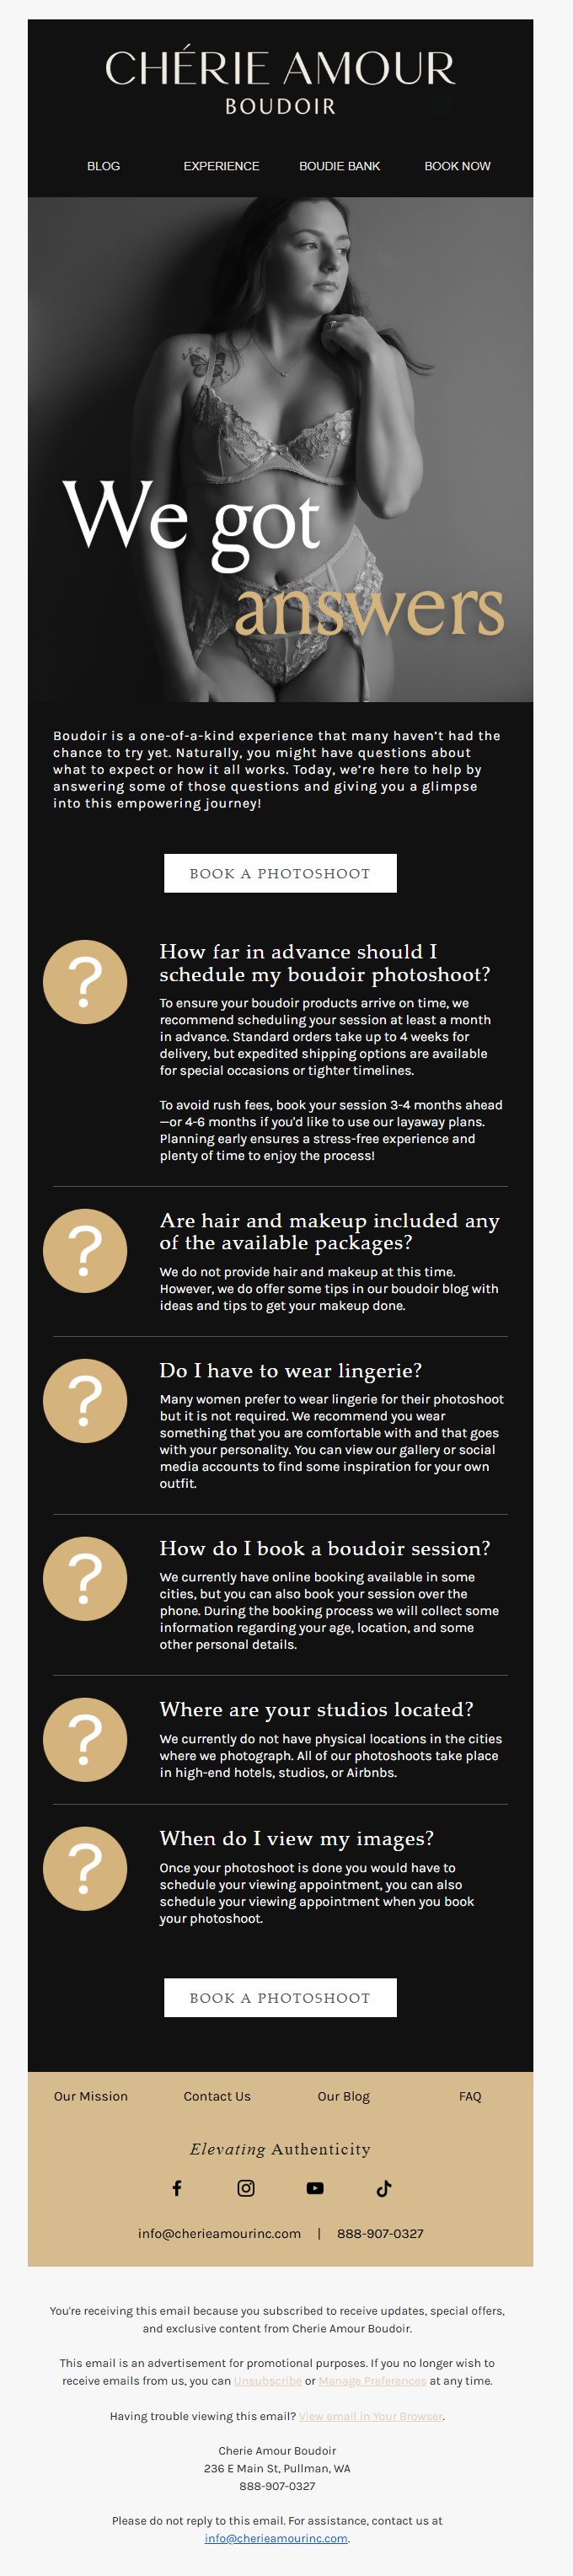 CHÉRIE AMOUR
BOUDOIR
BLOG EXPERIENCE BOUDIE BANK BOOK NOW
We got
answers
Boudoir is a one-of-a-kind experience that many haven't had the
chance to try yet. Naturally, you might have questions about
what to expect or how it all works. Today, we're here to help by
answering some of those questions and giving you a glimpse
into this empowering journey!
BOOK A PHOTOSHOOT
?
How far in advance should I
schedule my boudoir photoshoot?
To ensure your boudoir products arrive on time, we
recommend scheduling your session at least a month
in advance. Standard orders take up to 4 weeks for
delivery, but expedited shipping options are available
for special occasions or tighter timelines.
To avoid rush fees, book your session 3-4 months ahead
—or 4-6 months if you'd like to use our layaway plans.
Planning early ensures a stress-free experience and
plenty of time to enjoy the process!
?
Are hair and makeup included any
of the available packages?
We do not provide hair and makeup at this time.
However, we do offer some tips in our boudoir blog with
ideas and tips to get your makeup done.
?
Do I have to wear lingerie?
Many women prefer to wear lingerie for their photoshoot
but it is not required. We recommend you wear
something that you are comfortable with and that goes
with your personality. You can view our gallery or social
media accounts to find some inspiration for your own
outfit.
?
How do I book a boudoir session?
We currently have online booking available in some
cities, but you can also book your session over the
phone. During the booking process we will collect some
information regarding your age, location, and some
other personal details.
?
Where are your studios located?
We currently do not have physical locations in the cities
where we photograph. All of our photoshoots take place
in high-end hotels, studios, or Airbnbs.
?
When do I view my images?
Once your photoshoot is done you would have to
schedule your viewing appointment, you can also
schedule your viewing appointment when you book
your photoshoot.
BOOK A PHOTOSHOOT
Our Mission Contact Us Our Blog FAQ
Elevating Authenticity
info@cherieamourinc.com | 888-907-0327
You're receiving this email because you subscribed to receive updates, special offers,
and exclusive content from Cherie Amour Boudoir.
This email is an advertisement for promotional purposes. If you no longer wish to
receive emails from us, you can Unsubscribe or Manage Preferences at any time.
Having trouble viewing this email? View email in Your Browser.
Cherie Amour Boudoir
236 E Main St, Pullman, WA
888-907-0327
Please do not reply to this email. For assistance, contact us at
info@cherieamourinc.com.